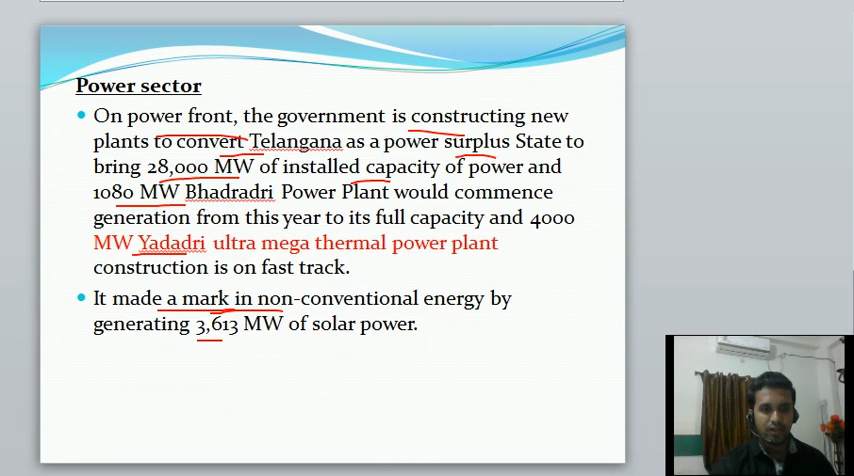 Power sector
On power front, the government is constructing new
plants to convert Telangana as a power surplus State to
bring 28,000 MW of installed capacity of power and
1080 MW Bhadradri Power Plant would commence
generation from this year to its full capacity and 4000
MW Yadadri ultra mega thermal power plant
construction is on fast track.
It made a mark in non-conventional energy by
generating 3,613 MW of solar power.